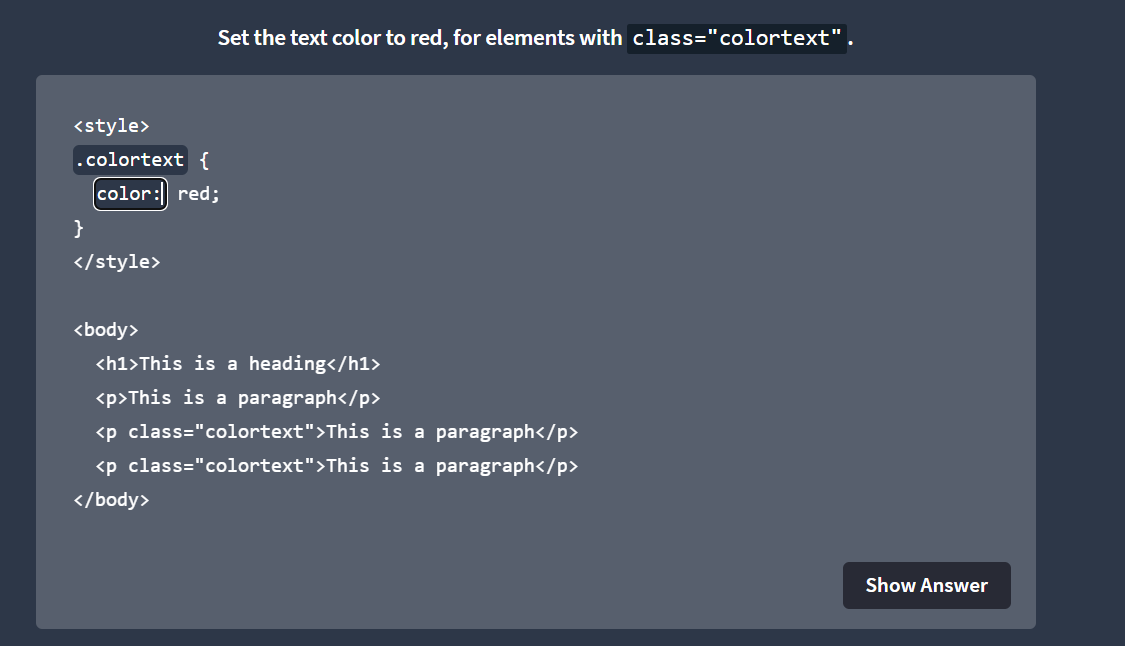 Set the text color to red, for elements with class="colortext".
<style>
.colortext {
  color: red;
}
</style>

<body>
  <h1>This is a heading</h1>
  <p>This is a paragraph</p>
  <p class="colortext">This is a paragraph</p>
  <p class="colortext">This is a paragraph</p>
</body>
Show Answer